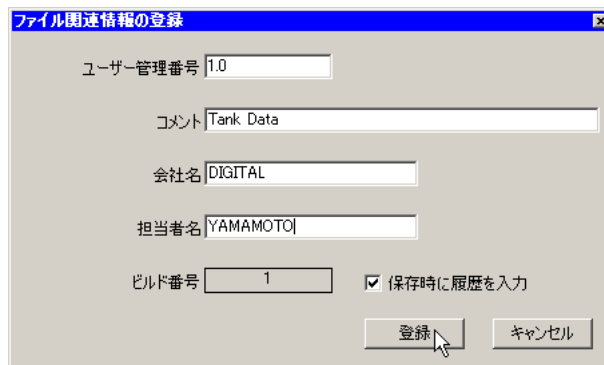 ファイル関連情報の登録
ユーザー管理番号 1.0
コメント Tank Data
会社名 DIGITAL
担当者名 YAMAMOTO
ビルド番号 1 保存時に履歴を入力
登録 キャンセル